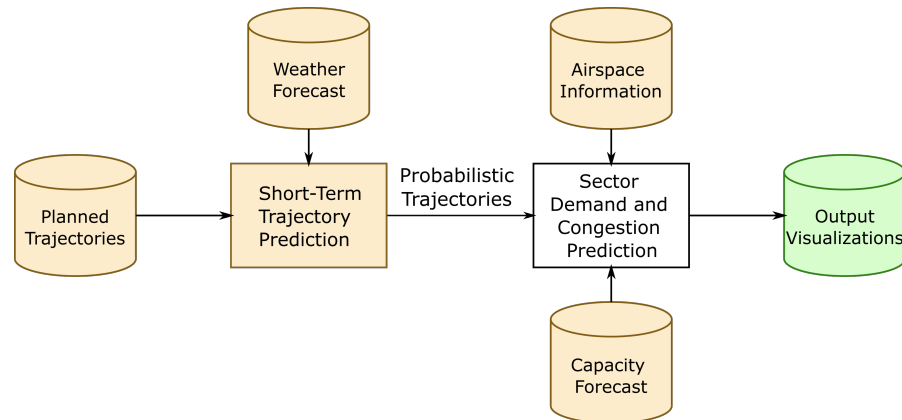 Weather
Forecast
Airspace
Information
Planned
Trajectories
Short-Term
Trajectory
Prediction
Probabilistic
Trajectories
Sector
Demand and
Congestion
Prediction
Output
Visualizations
Capacity
Forecast